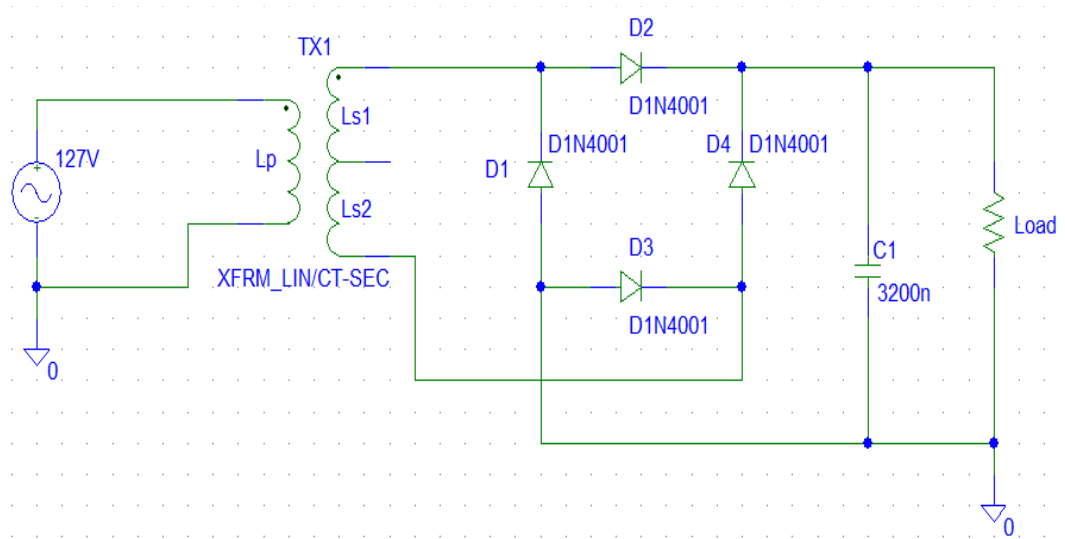 D2
TX1
D1N4001
Ls1
127V
Lp
D1
D1N4001
D4
D1N4001
Ls2
D3
Load
C1
XFRM_LIN/CT-SEC
3200n
D1N4001
0
0